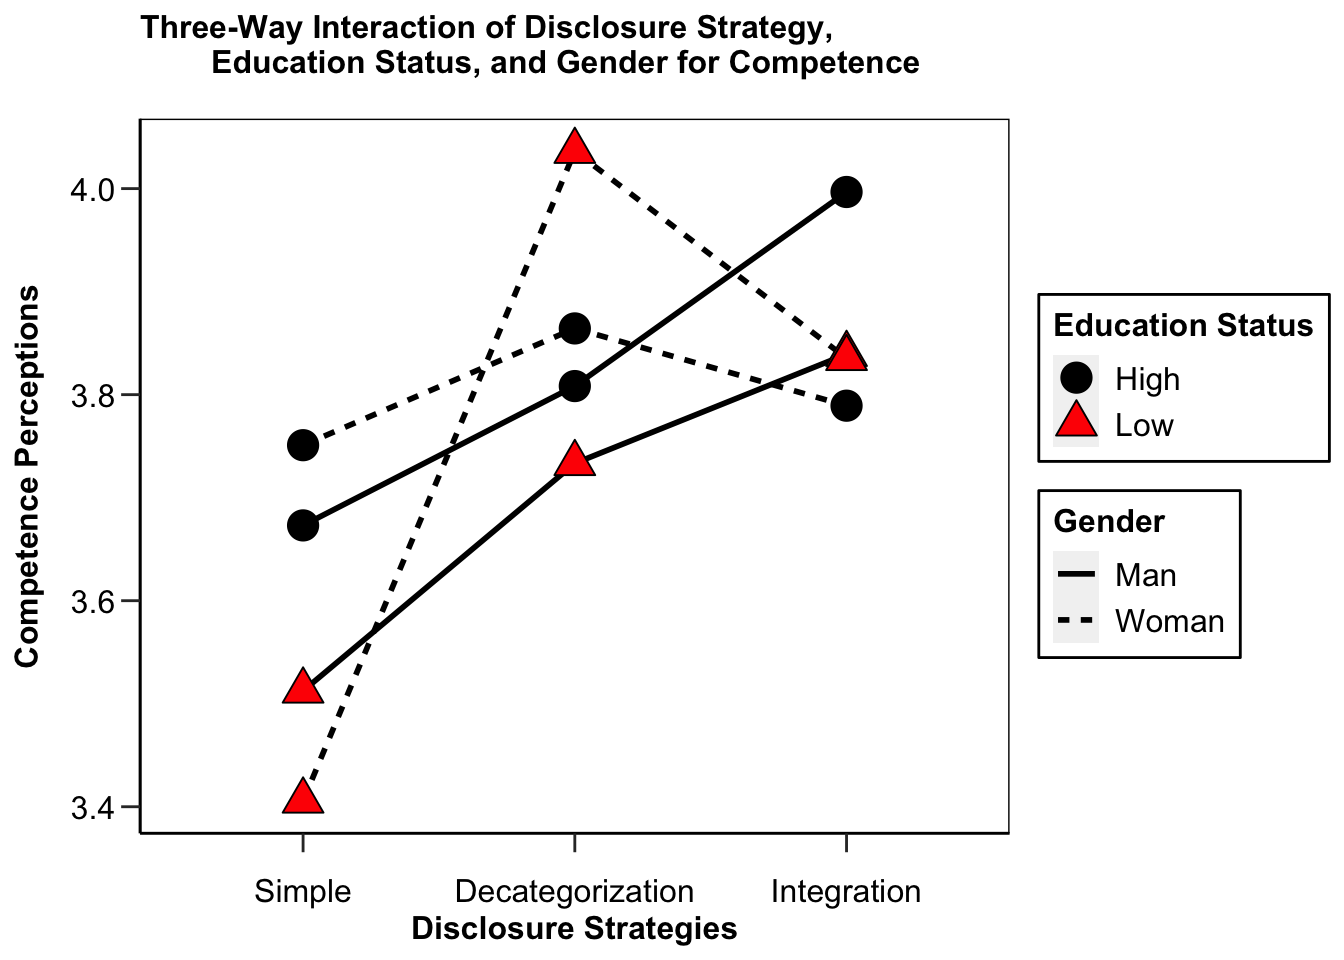 Three-Way Interaction of Disclosure Strategy,
Education Status, and Gender for Competence
Competence Perceptions
4.0
3.8
3.6
3.4
Simple
Decategorization
Integration
Disclosure Strategies
Education Status
High
Low
Gender
Man
Woman